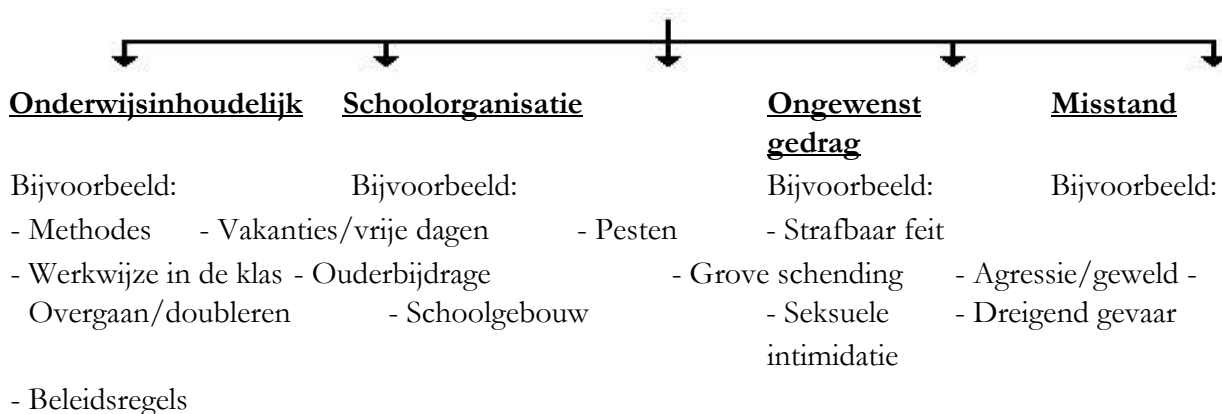 Onderwijsinhoudelijk Schoolorganisatie Ongewenst Misstand
gedrag
Bijvoorbeeld: Bijvoorbeeld: Bijvoorbeeld: Bijvoorbeeld:
- Methodes - Vakanties/vrije dagen - Pesten - Strafbaar feit
- Werkwijze in de klas - Ouderbijdrage - Grove schending - Agressie/geweld -
Overgaan/doubleren - Schoolgebouw - Seksuele - Dreigend gevaar
intimidatie
- Beleidsregels